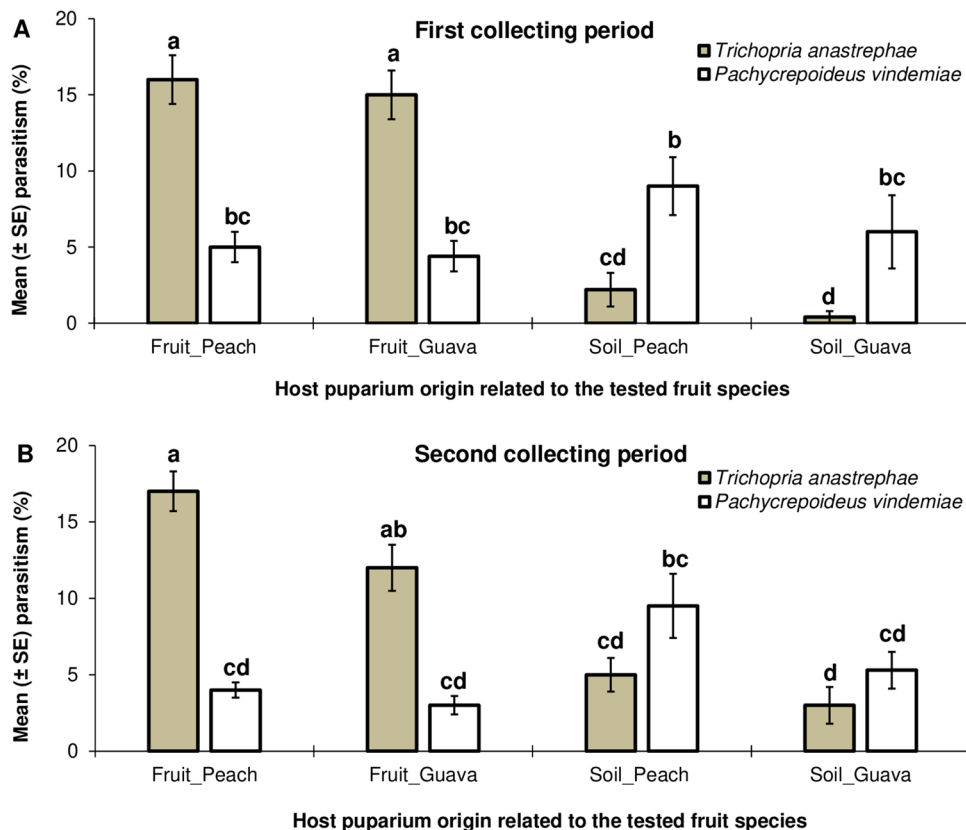 A
First collecting period
Trichopria anastrephae
Pachycrepoideus vindemiae
Mean (± SE) parasitism (%)
20
15
10
5
0
a
bc
a
bc
cd
b
d
bc
Fruit_Peach
Fruit_Guava
Soil_Peach
Soil_Guava
Host puparium origin related to the tested fruit species
B
Second collecting period
Trichopria anastrephae
Pachycrepoideus vindemiae
Mean (± SE) parasitism (%)
20
15
10
5
0
a
cd
ab
cd
cd
bc
d
cd
Fruit_Peach
Fruit_Guava
Soil_Peach
Soil_Guava
Host puparium origin related to the tested fruit species